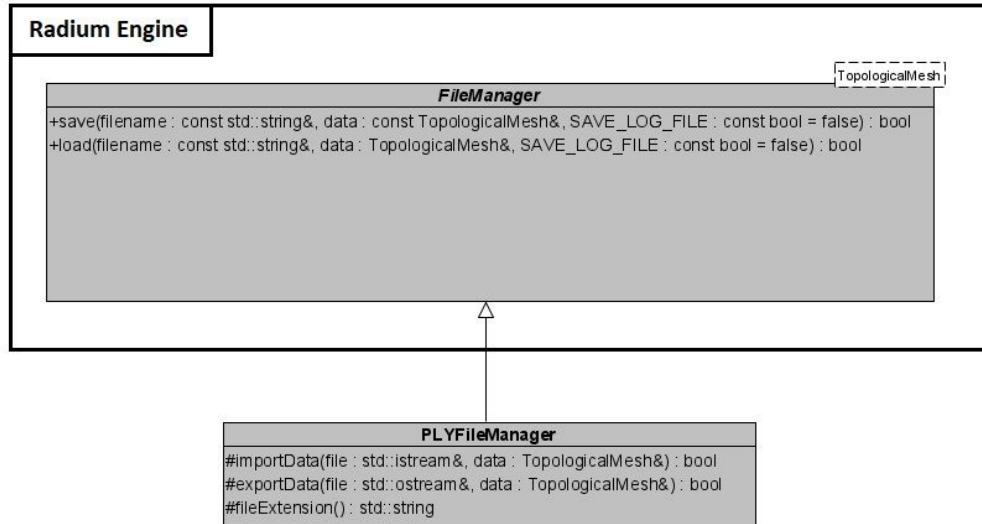 Radium Engine
TopologicalMesh
FileManager
+save(filename : const std::string&, data : const TopologicalMesh&, SAVE_LOG_FILE : const bool = false) : bool
+load(filename : const std::string&, data : TopologicalMesh&, SAVE_LOG_FILE : const bool = false) : bool
PLYFileManager
#importData(file : std::istream&, data : TopologicalMesh&) : bool
#exportData(file : std::ostream&, data : TopologicalMesh&) : bool
#fileExtension() : std::string